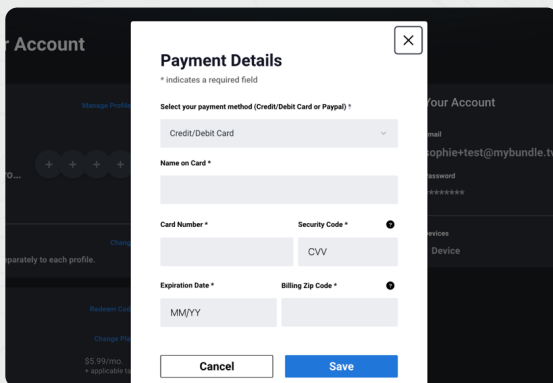 r Account
Payment Details
* indicates a required field
Manage Profile
Select your payment method (Credit/Debit Card or Paypal) *
Credit/Debit Card
Name on Card *
Card Number *
Security Code *
CVV
Expiration Date *
Billing Zip Code *
MM/YY
Cancel
Save
Change
eparately to each profile.
Redeem Cod
Change Pla
$5.99/mo.
+ applicable ta
Your Account
mail
sophie+test@mybundle.tv
assword
*******
evices
Device